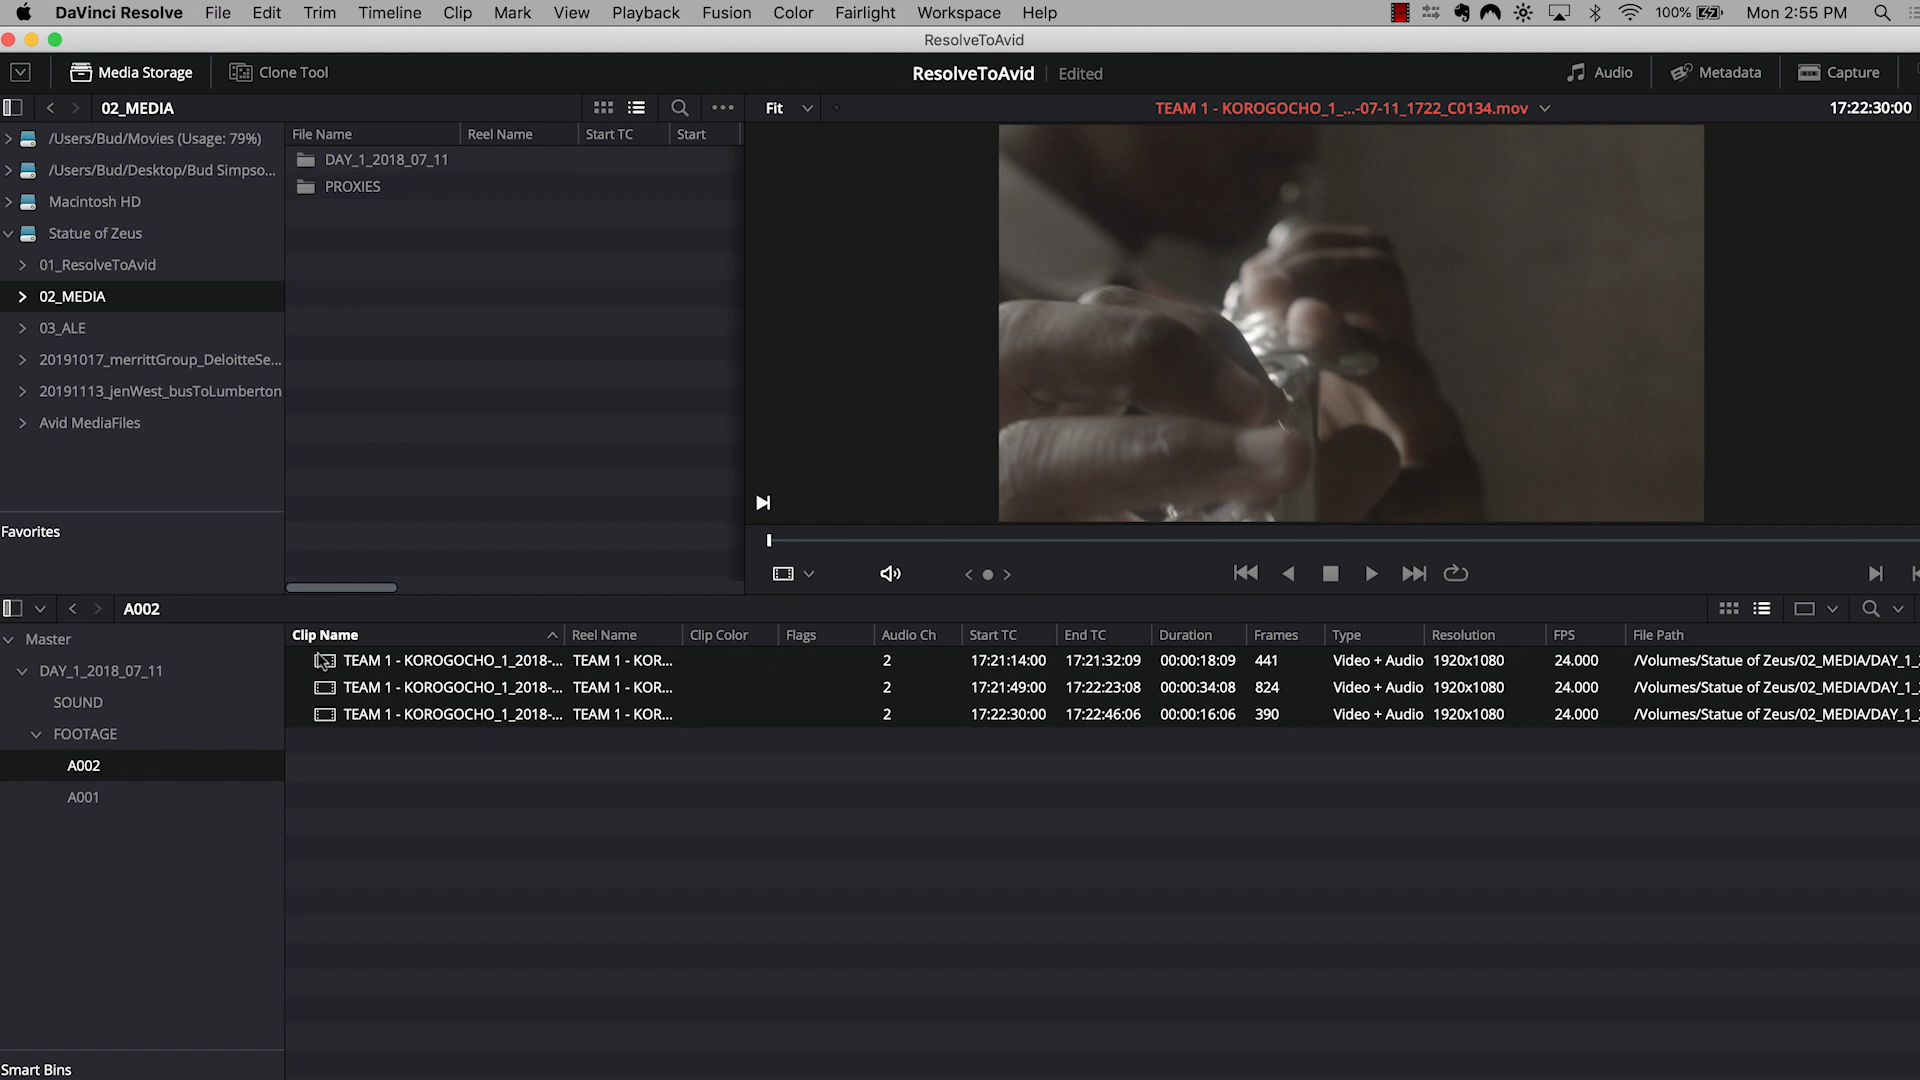 DaVinci Resolve File Edit Trim Timeline Clip Mark View Playback Fusion Color Fairlight Workspace Help 100% Mon 2:55 PM
ResolveToAvid
Media Storage Clone Tool ResolveToAvid Edited Audio Metadata Capture
02_MEDIA Fit TEAM 1 - KOROGOCHO_1_...-07-11_1722_C0134.mov 17:22:30:00
/Users/Bud/Movies (Usage: 79%)
/Users/Bud/Desktop/Bud Simpso...
Macintosh HD
Statue of Zeus
01_ResolveToAvid
02_MEDIA
03_ALE
20191017_merrittGroup_DeloitteSe...
20191113_jenWest_busToLumberton
Avid MediaFiles
Favorites
File Name Reel Name Start TC Start
DAY_1_2018_07_11
PROXIES
A002
Master
DAY_1_2018_07_11
SOUND
FOOTAGE
A002
A001
Smart Bins
Clip Name Reel Name Clip Color Flags Audio Ch Start TC End TC Duration Frames Type Resolution FPS File Path
TEAM 1 - KOROGOCHO_1_2018-... TEAM 1 - KOR... 2 17:21:14:00 17:21:32:09 00:00:18:09 441 Video + Audio 1920x1080 24.000 /Volumes/Statue of Zeus/02_MEDIA/DAY_1_
TEAM 1 - KOROGOCHO_1_2018-... TEAM 1 - KOR... 2 17:21:49:00 17:22:23:08 00:00:34:08 824 Video + Audio 1920x1080 24.000 /Volumes/Statue of Zeus/02_MEDIA/DAY_1_
TEAM 1 - KOROGOCHO_1_2018-... TEAM 1 - KOR... 2 17:22:30:00 17:22:46:06 00:00:16:06 390 Video + Audio 1920x1080 24.000 /Volumes/Statue of Zeus/02_MEDIA/DAY_1_